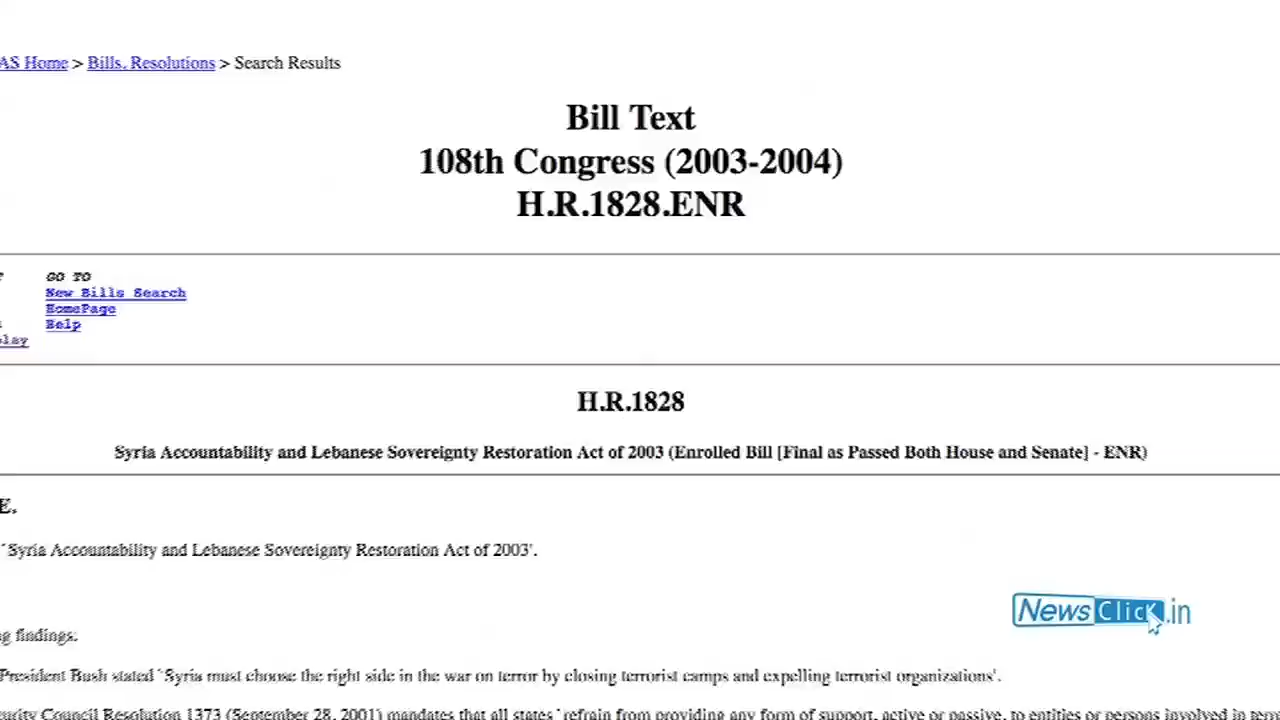 AS Home > Bills, Resolutions > Search Results
Bill Text
108th Congress (2003-2004)
H.R.1828.ENR
GO TO
New Bills Search
HomePage
Help
play
H.R.1828
Syria Accountability and Lebanese Sovereignty Restoration Act of 2003 (Enrolled Bill [Final as Passed Both House and Senate] - ENR)
E.
`Syria Accountability and Lebanese Sovereignty Restoration Act of 2003'.
NewsClick.in
g findings:
President Bush stated `Syria must choose the right side in the war on terror by closing terrorist camps and expelling terrorist organizations'.
curity Council Resolution 1373 (September 28, 2001) mandates that all states `refrain from providing any form of support, active or passive, to entities or persons involved in